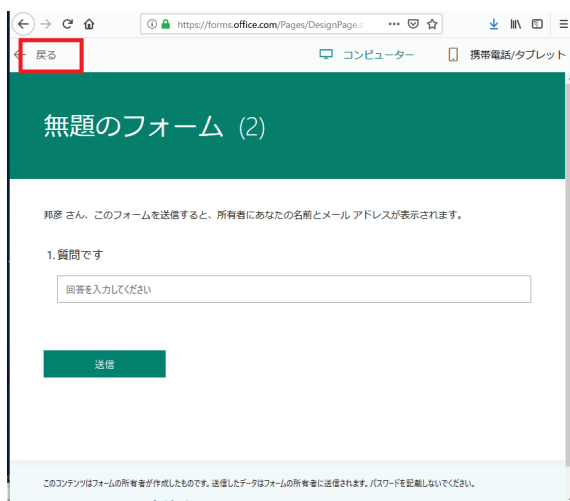 https://forms.office.com/Pages/DesignPage.a
戻る
コンピューター
携帯電話/タブレット
無題のフォーム (2)
邦彦 さん、このフォームを送信すると、所有者にあなたの名前とメール アドレスが表示されます。
1. 質問です
回答を入力してください
送信
このコンテンツはフォームの所有者が作成したものです。送信したデータはフォームの所有者に送信されます。パスワードを記載しないでください。